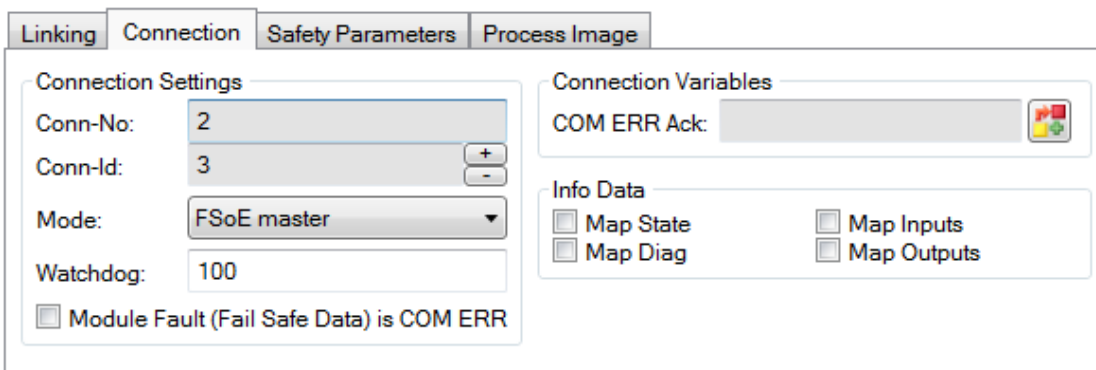 Linking Connection Safety Parameters Process Image
Connection Settings
Conn-No: 2
Conn-Id: 3
+
-
Mode: FSoE master
Watchdog: 100
Module Fault (Fail Safe Data) is COM ERR
Connection Variables
COM ERR Ack:
Info Data
Map State Map Inputs
Map Diag Map Outputs